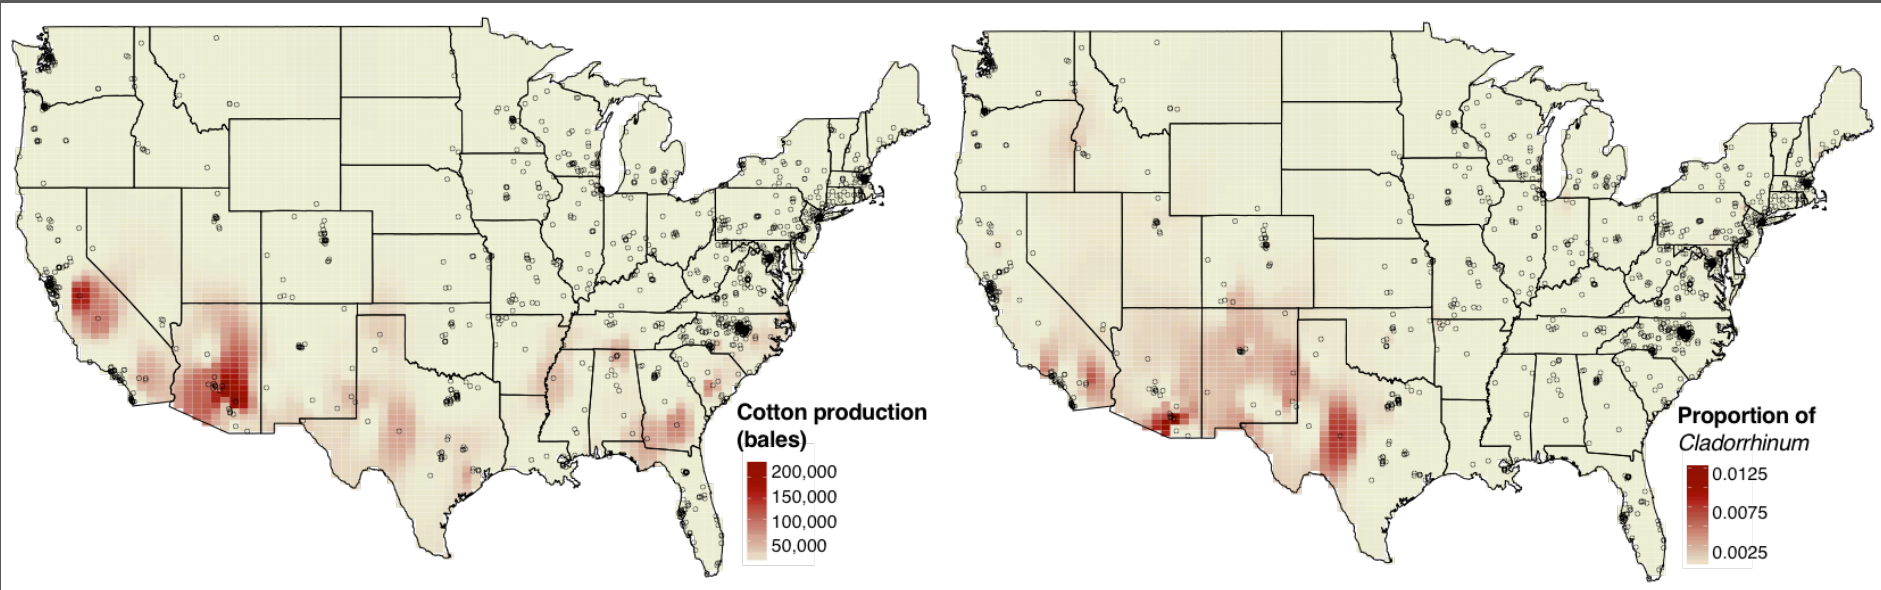 Cotton production
(bales)
200,000
150,000
100,000
50,000
Proportion of
Cladorrhinum
0.0125
0.0075
0.0025